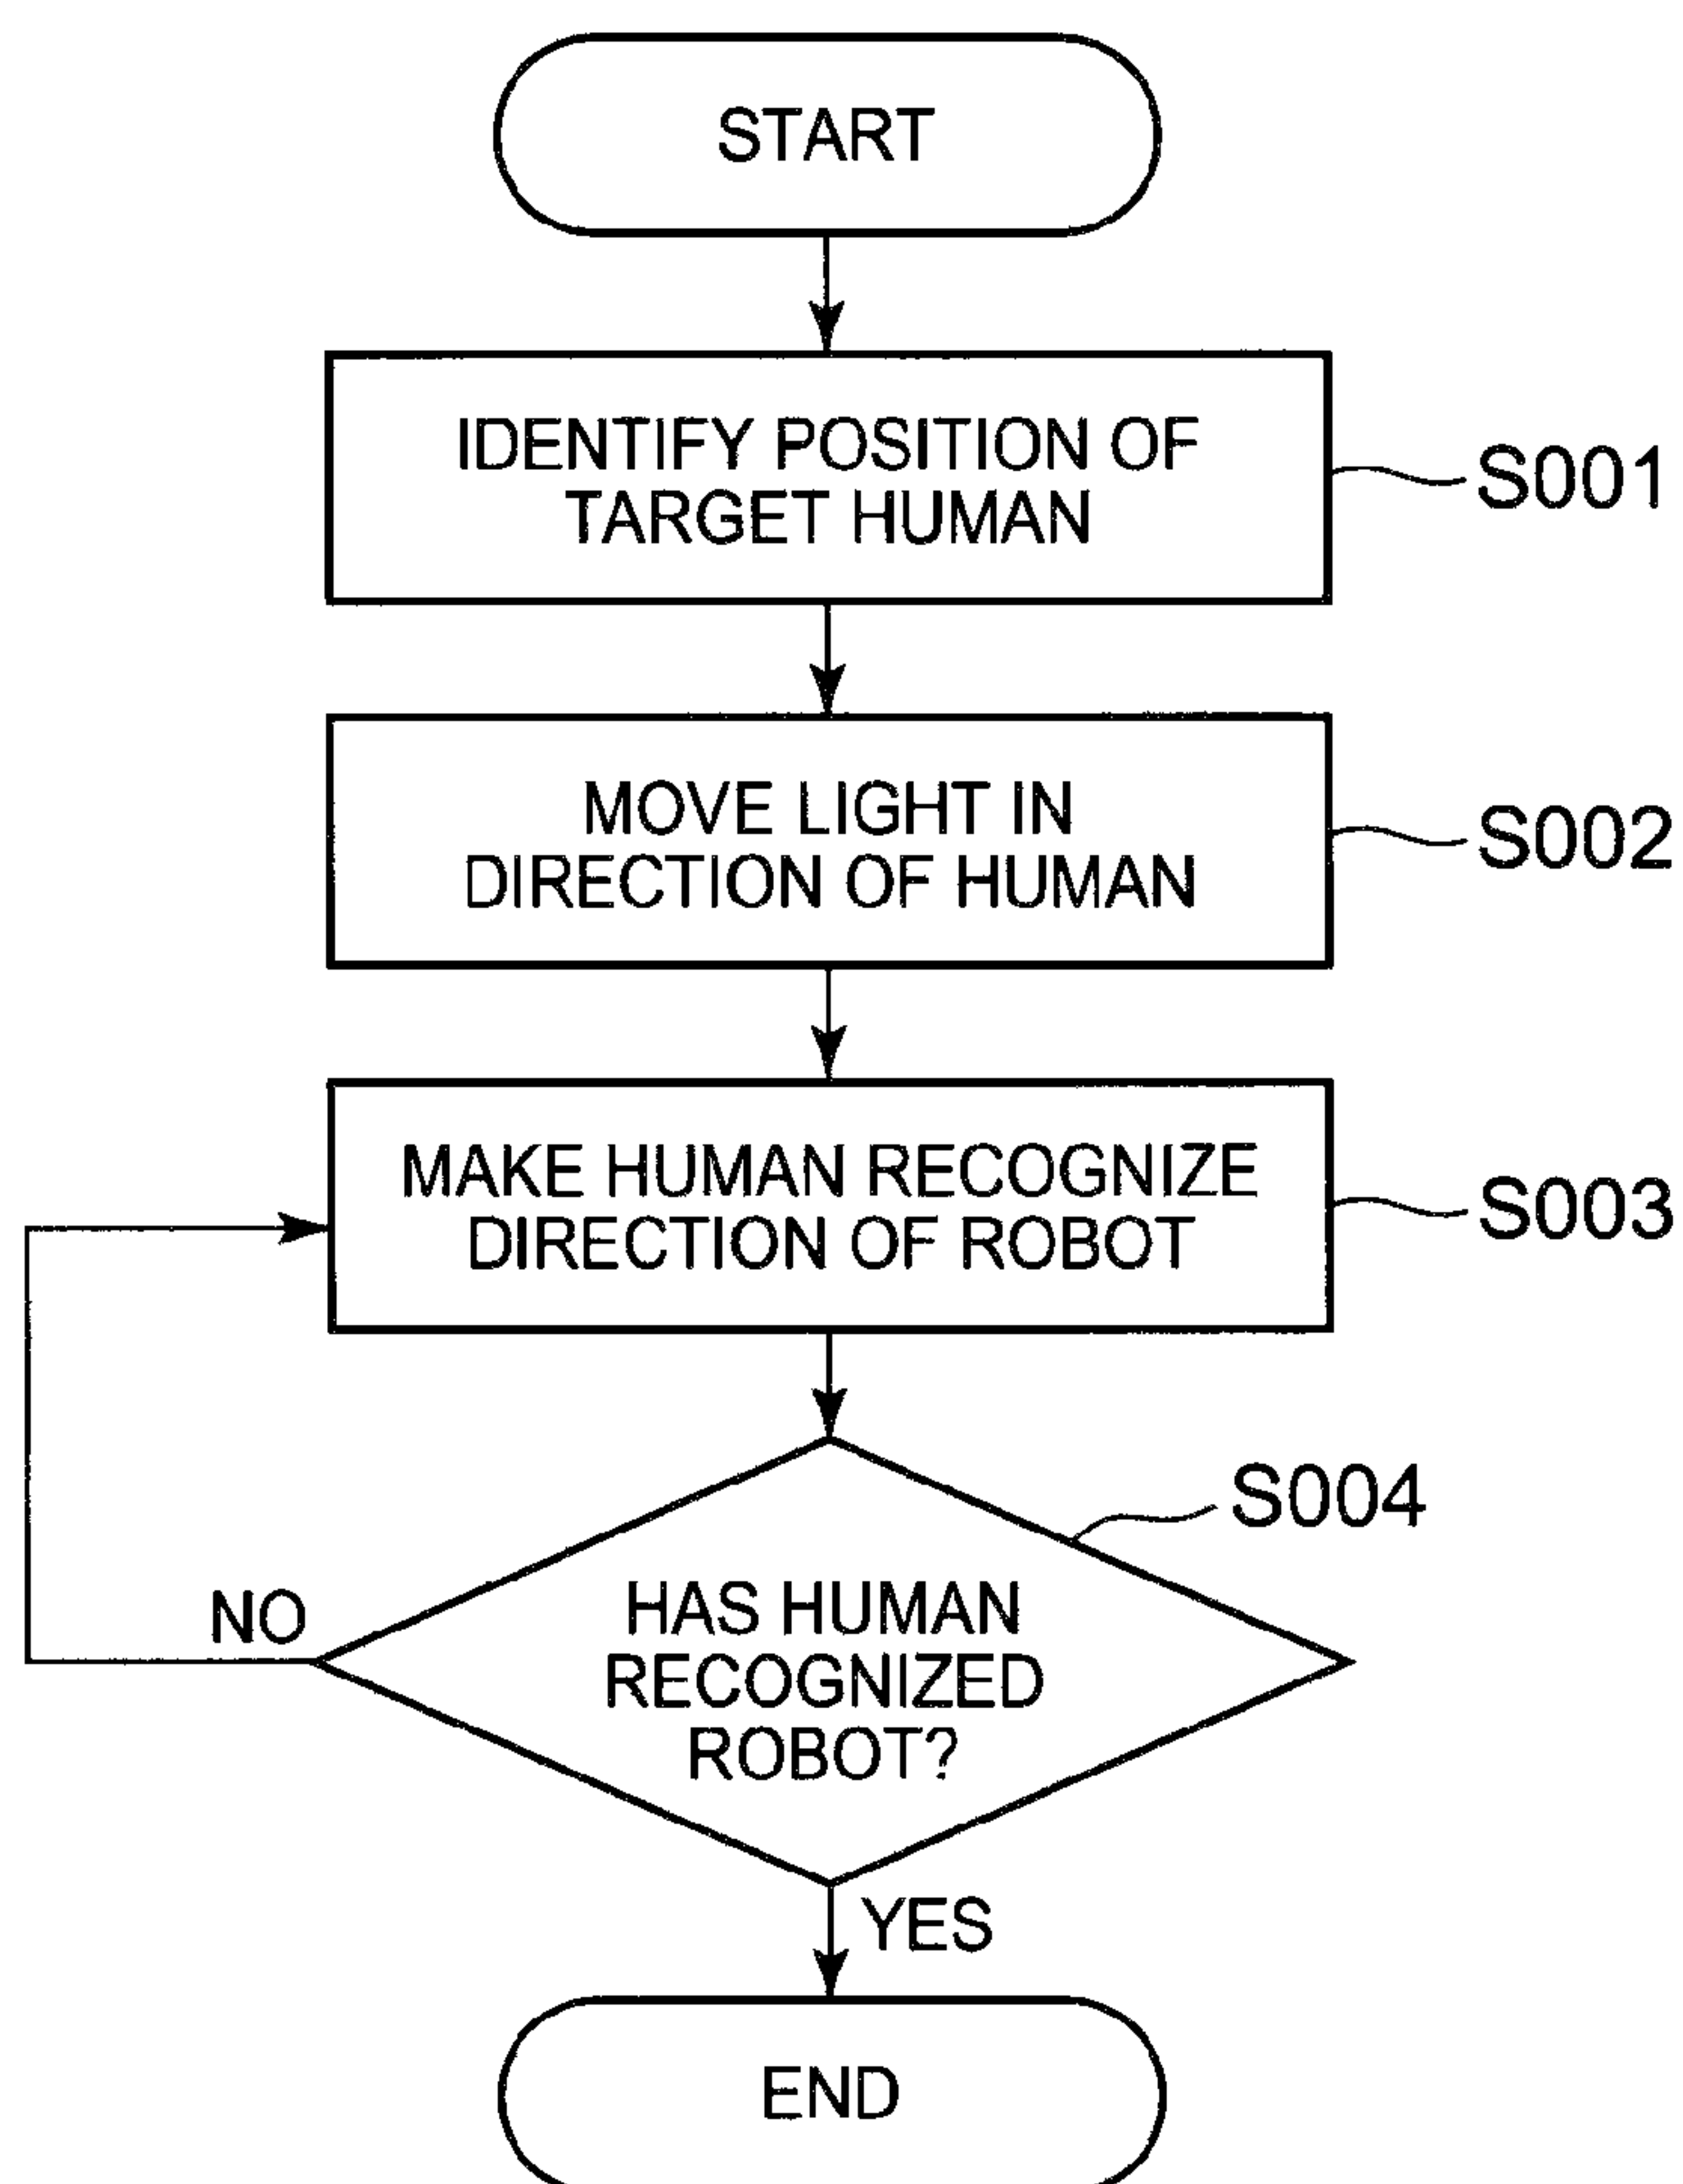 START
IDENTIFY POSITION OF
TARGET HUMAN
S001
MOVE LIGHT IN
DIRECTION OF HUMAN
S002
MAKE HUMAN RECOGNIZE
DIRECTION OF ROBOT
S003
S004
HAS HUMAN
RECOGNIZED
ROBOT?
NO
YES
END